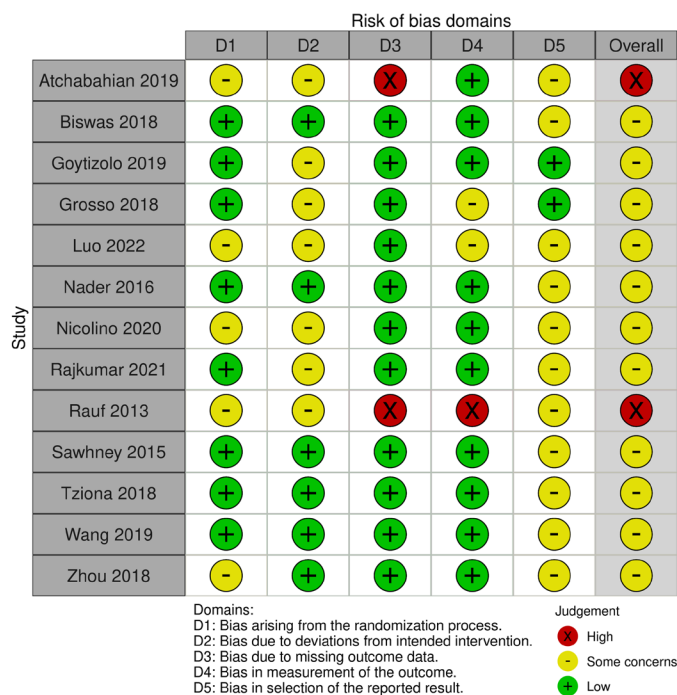 Risk of bias domains
D1 D2 D3 D4 D5 Overall
Study
Atchabahian 2019 - - X + - X
Biswas 2018 + + + + - -
Goytizolo 2019 + - + + + -
Grosso 2018 + - + - + -
Luo 2022 - - + - - -
Nader 2016 + + + + - -
Nicolino 2020 - - + + - -
Rajkumar 2021 + - + + - -
Rauf 2013 - - X X - X
Sawhney 2015 + + + + - -
Tziona 2018 + + + + - -
Wang 2019 + + + + - -
Zhou 2018 - + + + - -
Domains:
D1: Bias arising from the randomization process.
D2: Bias due to deviations from intended intervention.
D3: Bias due to missing outcome data.
D4: Bias in measurement of the outcome.
D5: Bias in selection of the reported result.
Judgement
X High
- Some concerns
+ Low